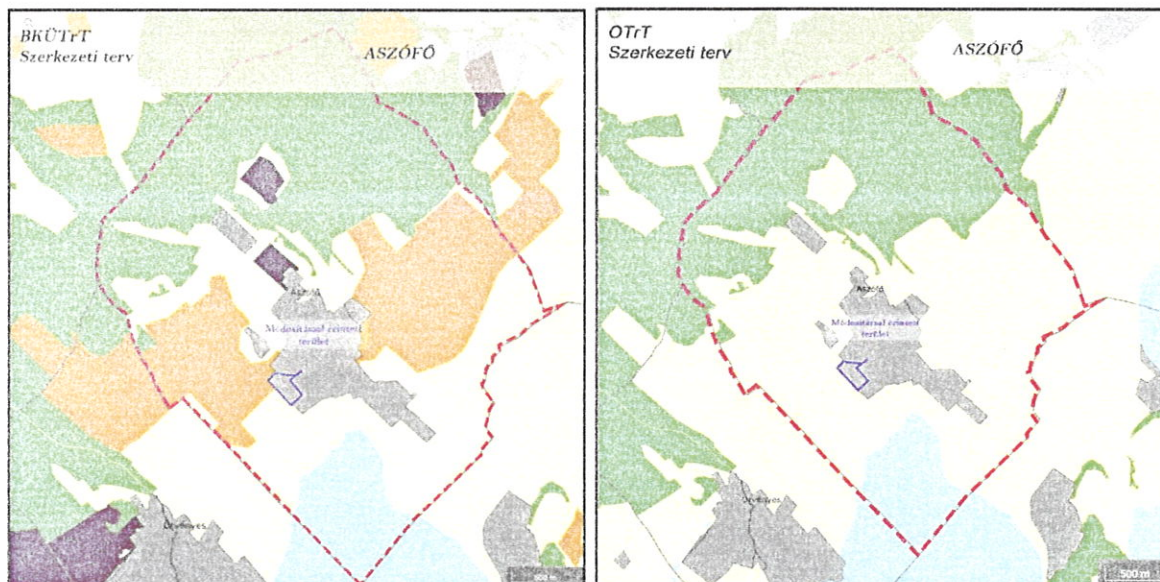 BKÜTrT
Szerkezeti terv
ASZÓFŐ
Aszófő
Módosítással érintett
terület
Örvényes
500 m
OTrT
Szerkezeti terv
ASZÓFŐ
Aszófő
Módosítással érintett
terület
Örvényes
500 m